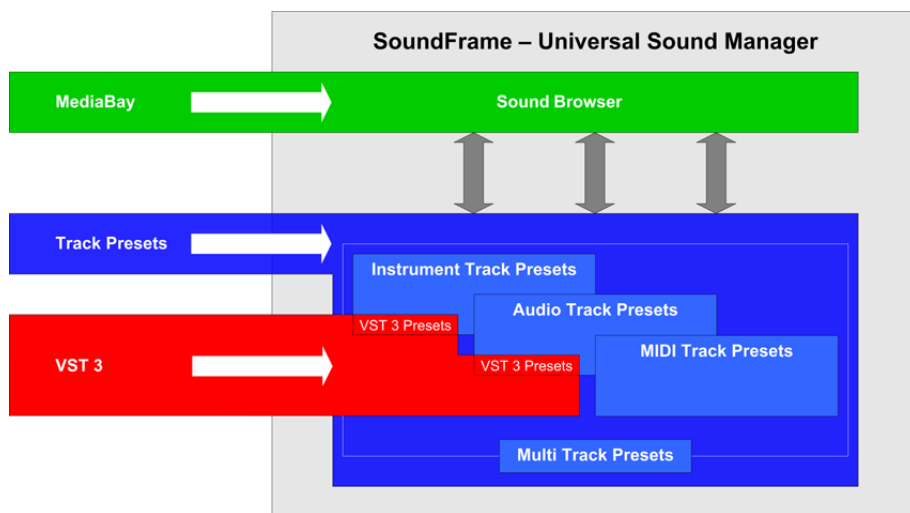 SoundFrame – Universal Sound Manager
MediaBay
Sound Browser
Track Presets
Instrument Track Presets
Audio Track Presets
VST 3 Presets
MIDI Track Presets
VST 3
VST 3 Presets
Multi Track Presets